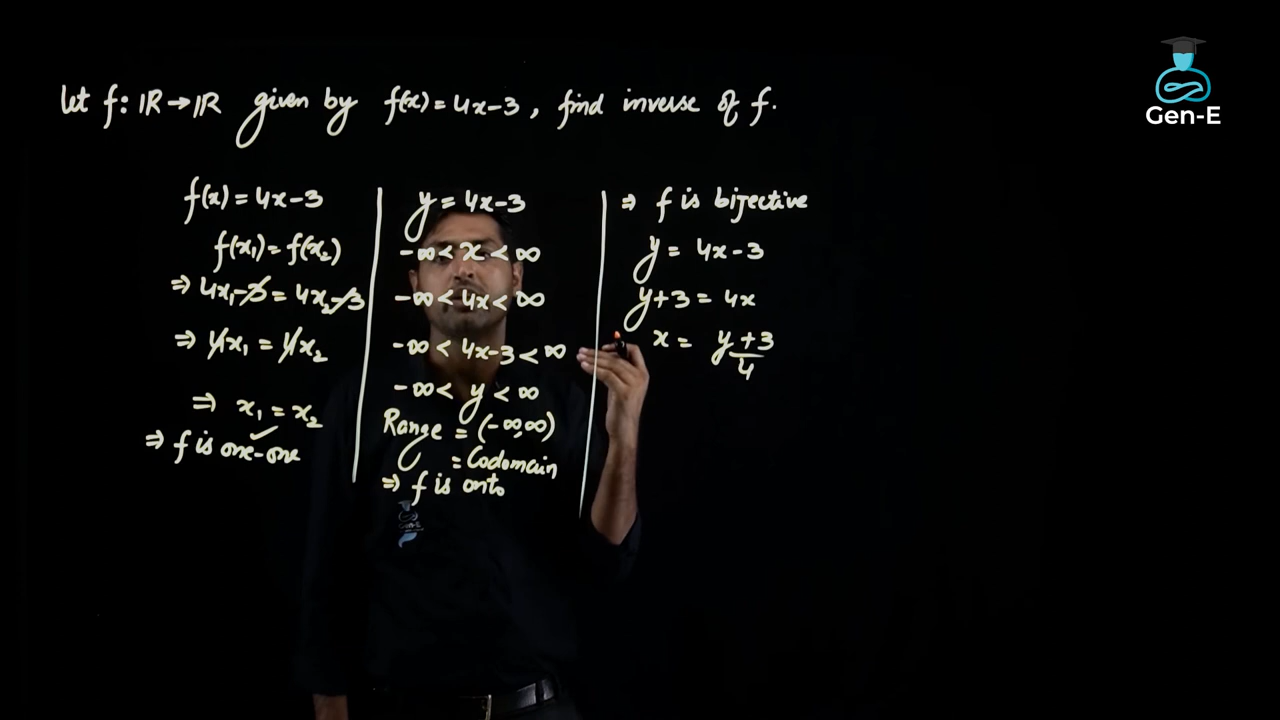 let f: ℝ→ℝ given by f(x) = 4x-3, find inverse of f.
Gen-E
f(x) = 4x-3
f(x₁) = f(x₂)
⇒ 4x₁-3 = 4x₂-3
⇒ 4x₁ = 4x₂
⇒ x₁ = x₂
⇒ f is one-one
y = 4x-3
-∞ < x < ∞
-∞ < 4x < ∞
-∞ < 4x-3 < ∞
-∞ < y < ∞
Range = (-∞,∞)
= Codomain
⇒ f is onto
⇒ f is bijective
y = 4x-3
y+3 = 4x
x = y+3
4
Gen-E